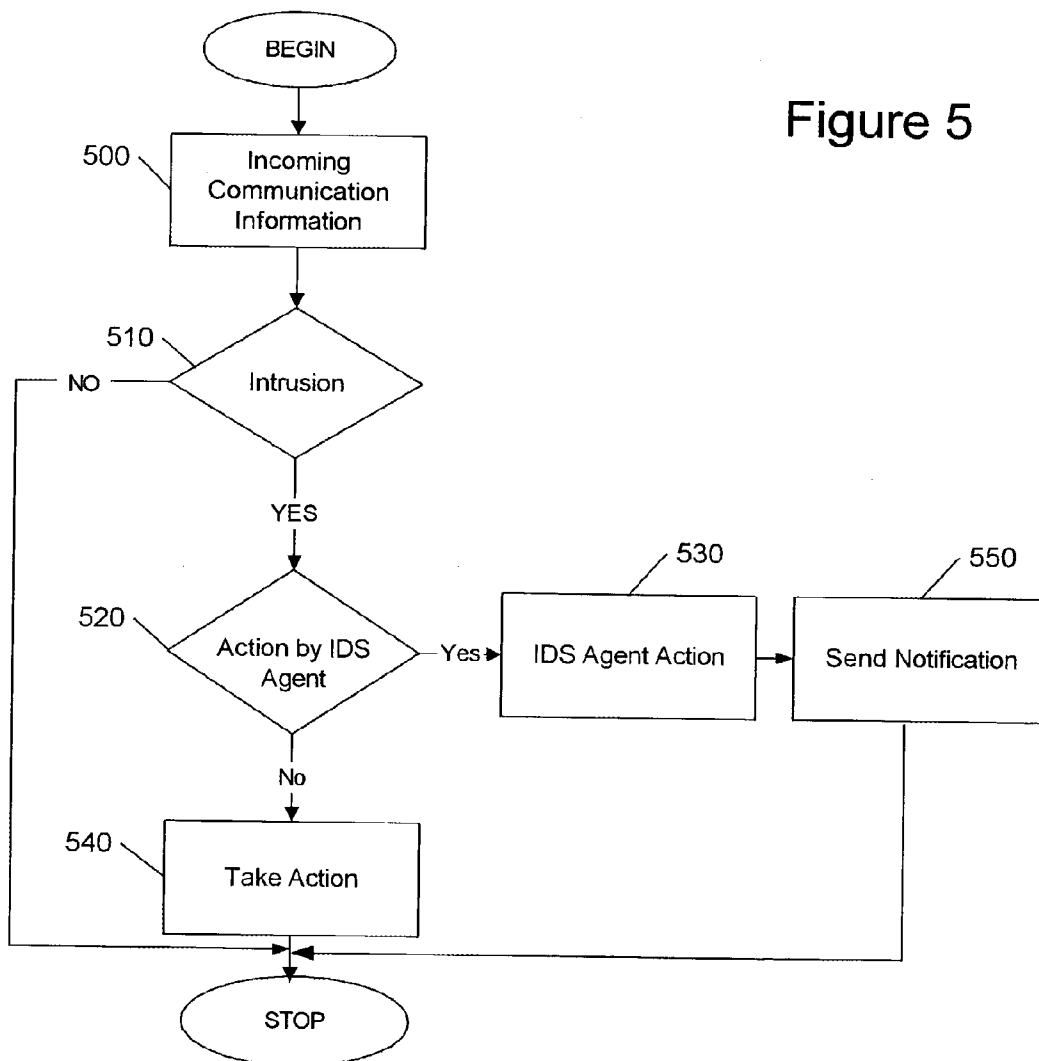 BEGIN
Figure 5
500
Incoming
Communication
Information
510
NO
Intrusion
YES
530
550
520
Action by IDS
Agent
Yes
IDS Agent Action
Send Notification
No
540
Take Action
STOP